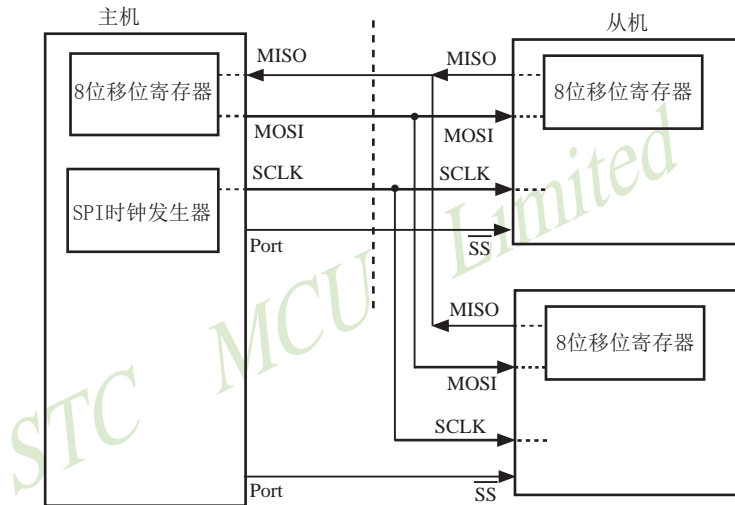 主机
从机
MISO
MISO
8位移位寄存器
8位移位寄存器
MOSI
MOSI
SCLK
SCLK
SPI时钟发生器
Port
SS
MISO
8位移位寄存器
MOSI
SCLK
Port
SS
STC MCU Limited